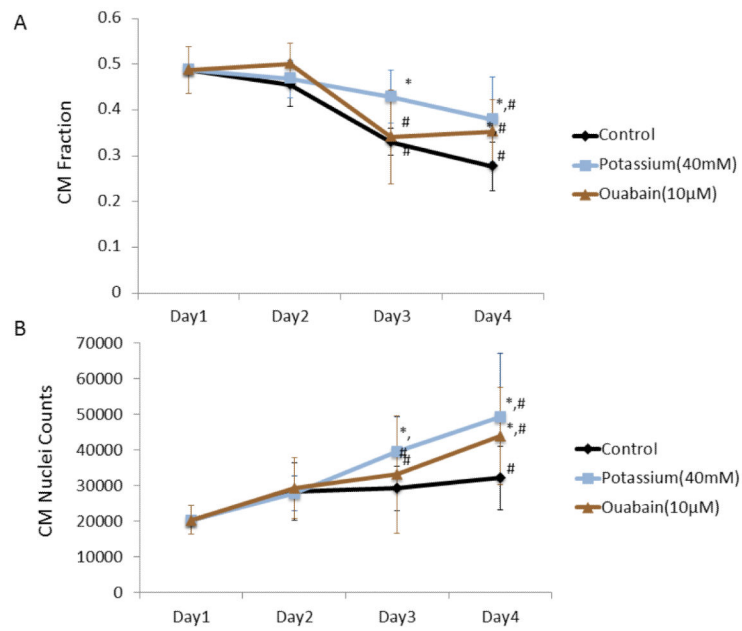 A
0.6
0.5
0.4
0.3
0.2
0.1
0
CM Fraction
*
#
#
*,#
*#
#
Day1 Day2 Day3 Day4
Control
Potassium(40mM)
Ouabain(10µM)
B
70000
60000
50000
40000
30000
20000
10000
0
CM Nuclei Counts
*,
#
#
*,#
*,#
#
Day1 Day2 Day3 Day4
Control
Potassium(40mM)
Ouabain(10µM)